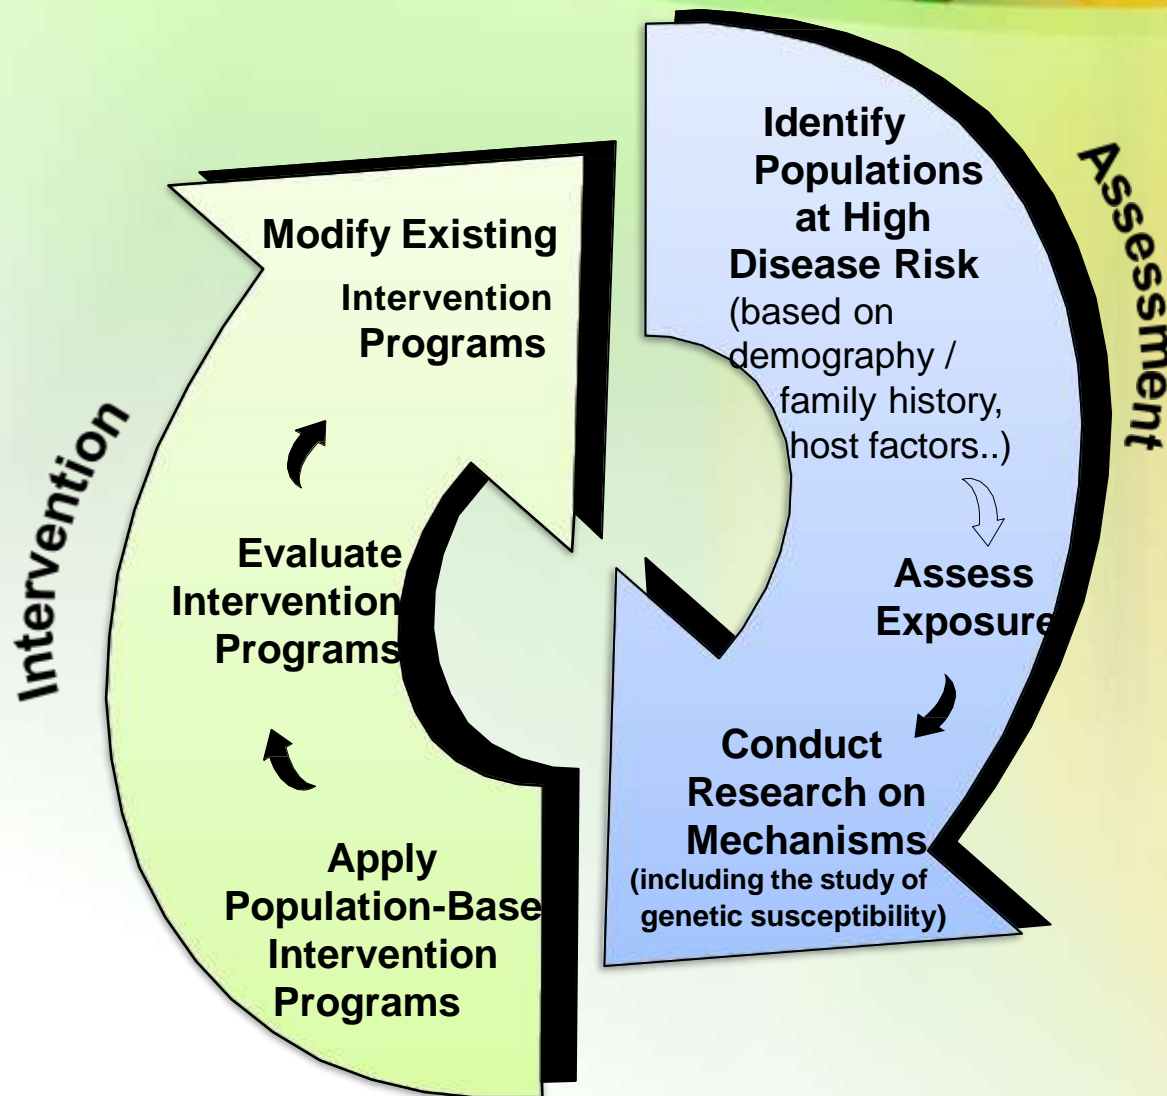 Assessment
Identify
Populations
at High
Disease Risk
(based on
demography /
family history,
host factors..)
Assess
Exposure
Conduct
Research on
Mechanisms
(including the study of
genetic susceptibility)
Intervention
Apply
Population-Base
Intervention
Programs
Evaluate
Intervention
Programs
Modify Existing
Intervention
Programs